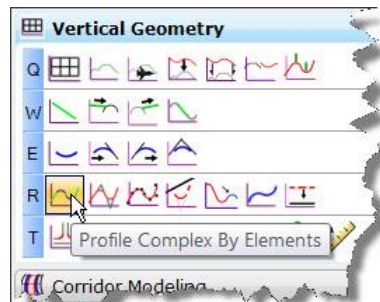 Vertical Geometry
Q
W
E
R
T
Profile Complex By Elements
Corridor Modeling